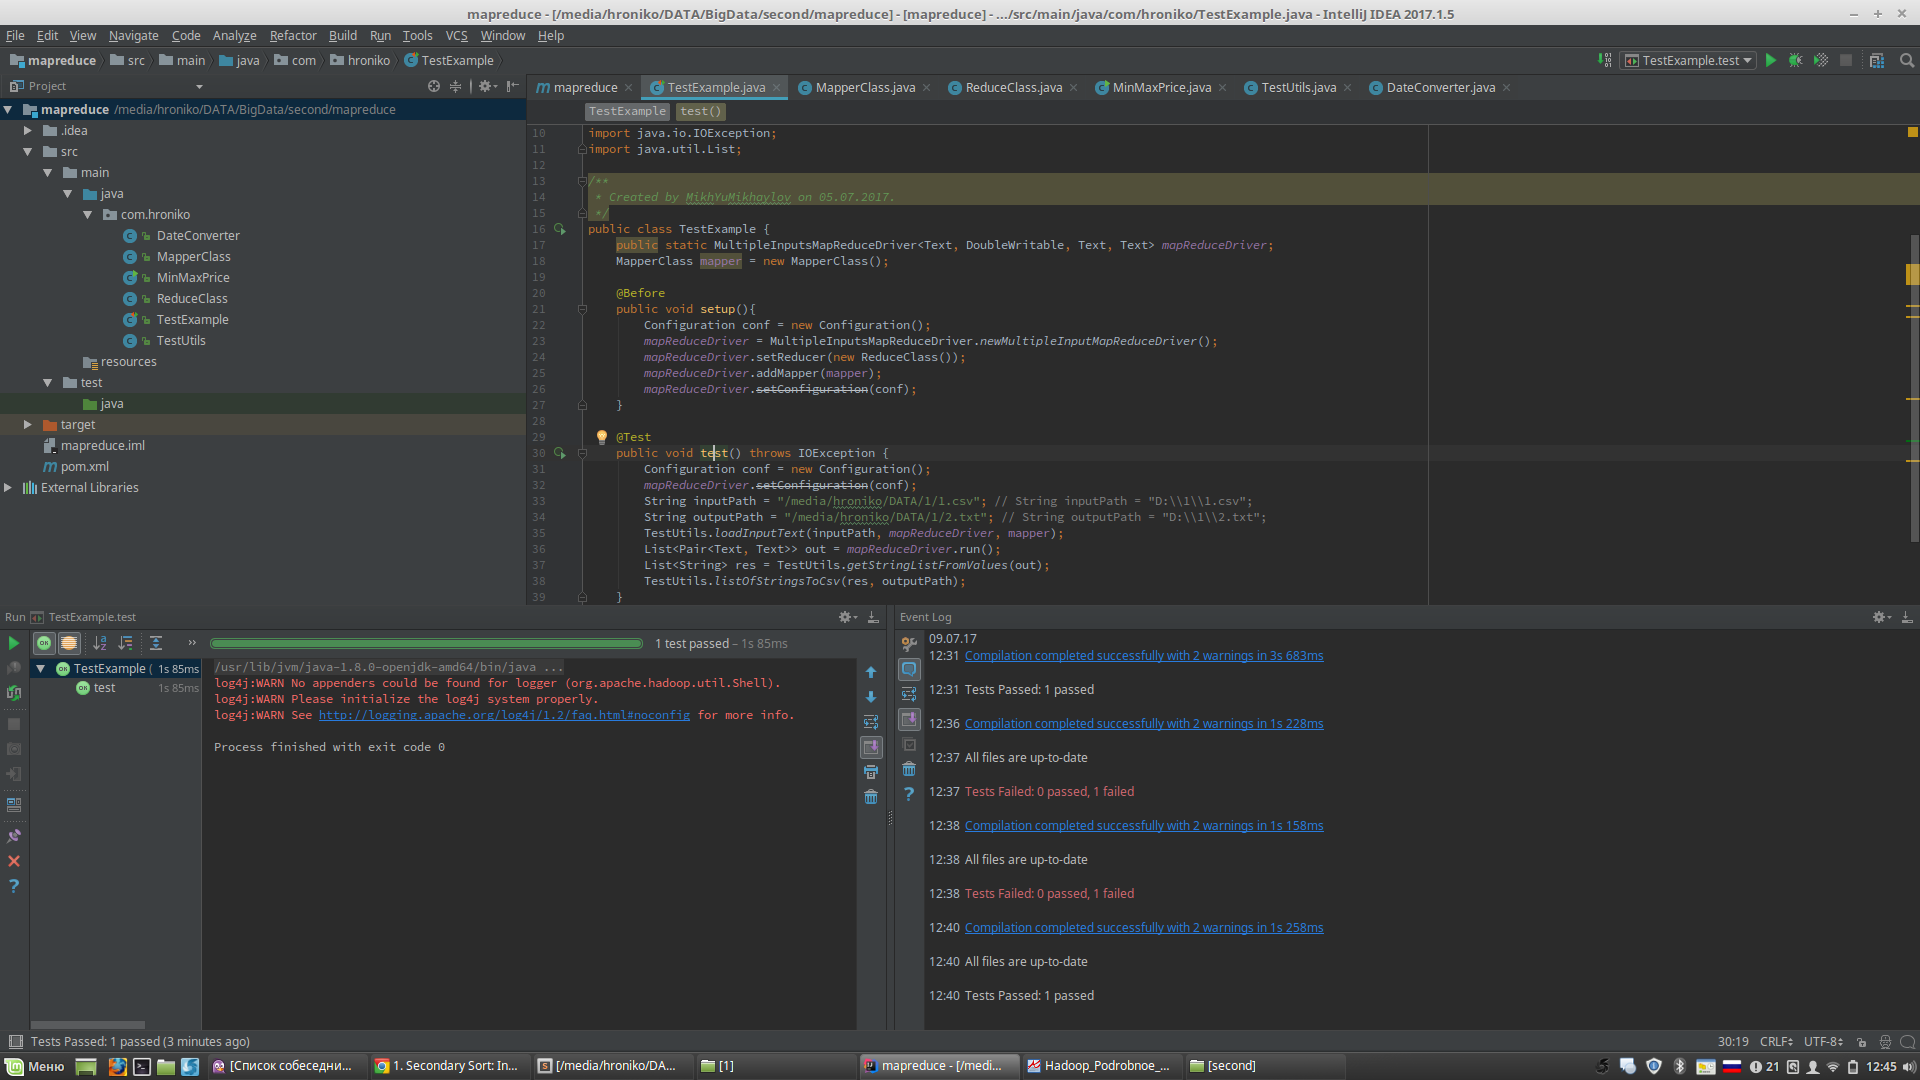 mapreduce - [/media/hroniko/DATA/BigData/second/mapreduce] - [mapreduce] - .../src/main/java/com/hroniko/TestExample.java - IntelliJ IDEA 2017.1.5
File Edit View Navigate Code Analyze Refactor Build Run Tools VCS Window Help
mapreduce src main java com hroniko TestExample
TestExample.test
Project
mapreduce TestExample.java MapperClass.java ReduceClass.java MinMaxPrice.java TestUtils.java DateConverter.java
TestExample test()
mapreduce /media/hroniko/DATA/BigData/second/mapreduce
.idea
src
main
java
com.hroniko
DateConverter
MapperClass
MinMaxPrice
ReduceClass
TestExample
TestUtils
resources
test
java
target
mapreduce.iml
pom.xml
External Libraries
10 import java.io.IOException;
11 import java.util.List;
12
13 /**
14 * Created by MikhYuMikhaylov on 05.07.2017.
15 */
16 public class TestExample {
17 public static MultipleInputsMapReduceDriver<Text, DoubleWritable, Text, Text> mapReduceDriver;
18 MapperClass mapper = new MapperClass();
19
20 @Before
21 public void setup(){
22 Configuration conf = new Configuration();
23 mapReduceDriver = MultipleInputsMapReduceDriver.newMultipleInputMapReduceDriver();
24 mapReduceDriver.setReducer(new ReduceClass());
25 mapReduceDriver.addMapper(mapper);
26 mapReduceDriver.setConfiguration(conf);
27 }
28
29 @Test
30 public void test() throws IOException {
31 Configuration conf = new Configuration();
32 mapReduceDriver.setConfiguration(conf);
33 String inputPath = "/media/hroniko/DATA/1/1.csv"; // String inputPath = "D:\\1\\1.csv";
34 String outputPath = "/media/hroniko/DATA/1/2.txt"; // String outputPath = "D:\\1\\2.txt";
35 TestUtils.loadInputText(inputPath, mapReduceDriver, mapper);
36 List<Pair<Text, Text>> out = mapReduceDriver.run();
37 List<String> res = TestUtils.getStringListFromValues(out);
38 TestUtils.listOfStringsToCsv(res, outputPath);
39 }
Run TestExample.test
1 test passed – 1s 85ms
TestExample ( 1s 85ms
test 1s 85ms
/usr/lib/jvm/java-1.8.0-openjdk-amd64/bin/java ...
log4j:WARN No appenders could be found for logger (org.apache.hadoop.util.Shell).
log4j:WARN Please initialize the log4j system properly.
log4j:WARN See http://logging.apache.org/log4j/1.2/faq.html#noconfig for more info.
Process finished with exit code 0
Event Log
09.07.17
12:31 Compilation completed successfully with 2 warnings in 3s 683ms
12:31 Tests Passed: 1 passed
12:36 Compilation completed successfully with 2 warnings in 1s 228ms
12:37 All files are up-to-date
12:37 Tests Failed: 0 passed, 1 failed
12:38 Compilation completed successfully with 2 warnings in 1s 158ms
12:38 All files are up-to-date
12:38 Tests Failed: 0 passed, 1 failed
12:40 Compilation completed successfully with 2 warnings in 1s 258ms
12:40 All files are up-to-date
12:40 Tests Passed: 1 passed
Tests Passed: 1 passed (3 minutes ago)
30:19 CRLF UTF-8
Меню [Список собеседни... 1. Secondary Sort: In... [/media/hroniko/DA... [1] mapreduce - [/medi... Hadoop_Podrobnoe_... [second] 21 12:45